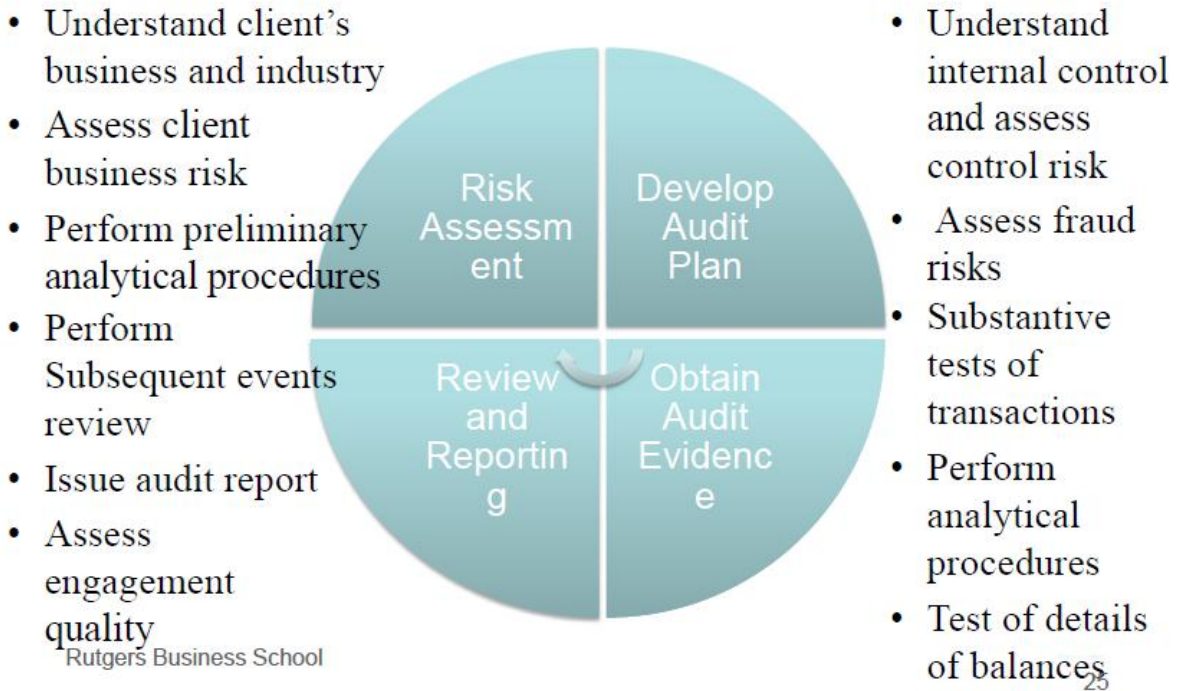 • Understand client's
business and industry
• Assess client
business risk
• Perform preliminary
analytical procedures
• Perform
Subsequent events
review
• Issue audit report
• Assess
engagement
quality
Risk
Assessm
ent
Develop
Audit
Plan
Review
and
Reportin
g
Obtain
Audit
Evidenc
e
• Understand
internal control
and assess
control risk
• Assess fraud
risks
• Substantive
tests of
transactions
• Perform
analytical
procedures
• Test of details
of balances
Rutgers Business School
25